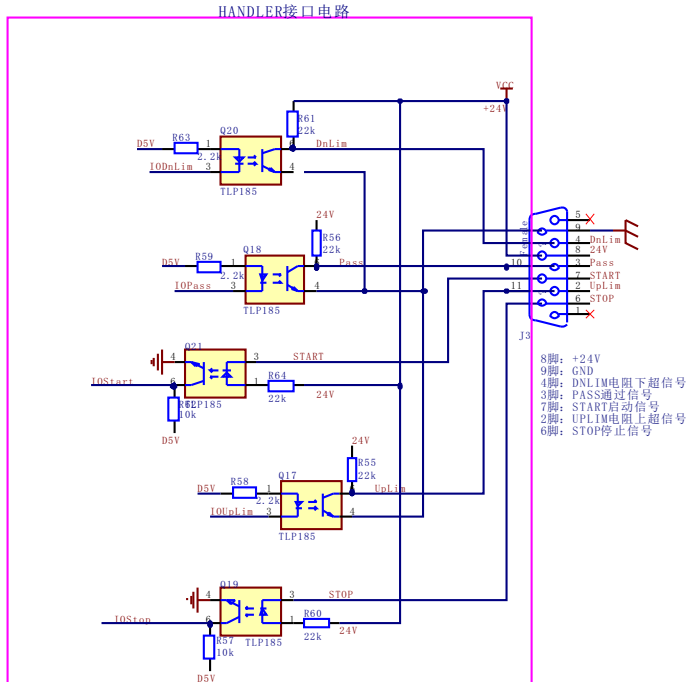 HANDLER接口电路
VCC
+24V
R61
22k
Q20
R63
D5V
1
2.2k
6
DnLim
IODnLim
3
4
TLP185
24V
R56
22k
Q18
R59
D5V
1
2.2k
Pass
IOPass
3
4
TLP185
Female
5
9
4
DnLim
8
24V
10
3
Pass
7
START
11
2
UpLim
6
STOP
1
J3
Q21
4
3
START
IOStart
6
1
R64
22k
24V
R62
TLP185
10k
D5V
8脚: +24V
9脚: GND
4脚: DNLIM电阻下超信号
3脚: PASS通过信号
7脚: START启动信号
2脚: UPLIM电阻上超信号
6脚: STOP停止信号
24V
R55
22k
Q17
R58
D5V
1
2.2k
UpLim
IOUpLim
3
4
TLP185
Q19
4
3
STOP
IOStop
6
1
R60
22k
24V
R57
TLP185
10k
D5V